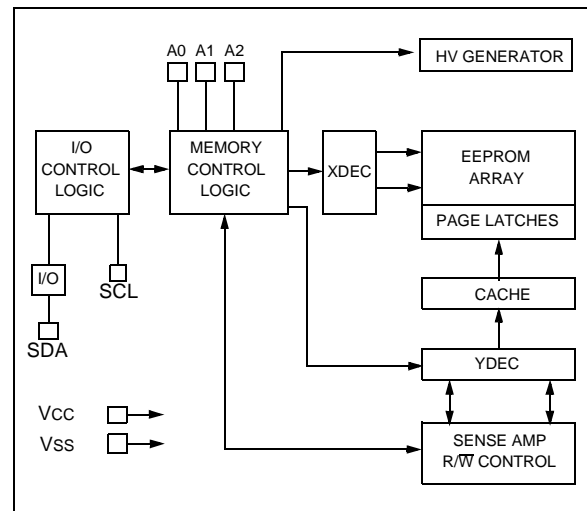 A0 A1 A2
HV GENERATOR
I/O
CONTROL
LOGIC
MEMORY
CONTROL
LOGIC
XDEC
EEPROM
ARRAY
PAGE LATCHES
I/O
SCL
SDA
CACHE
YDEC
VCC
VSS
SENSE AMP
R/W̅ CONTROL